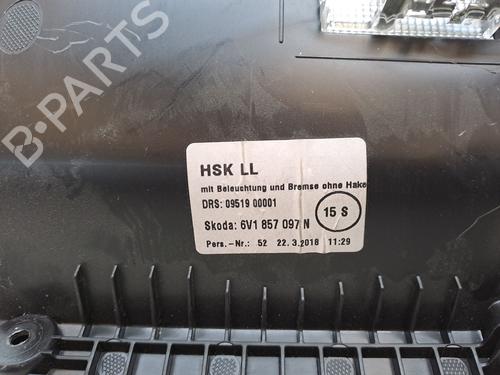 B-PARTS
HSK LL
mit Beleuchtung und Bremse ohne Hake
DRS: 09519 00001
15 S
Skoda: 6V1 857 097 N
Pers.-Nr.: 52 22.3.2018 11:29